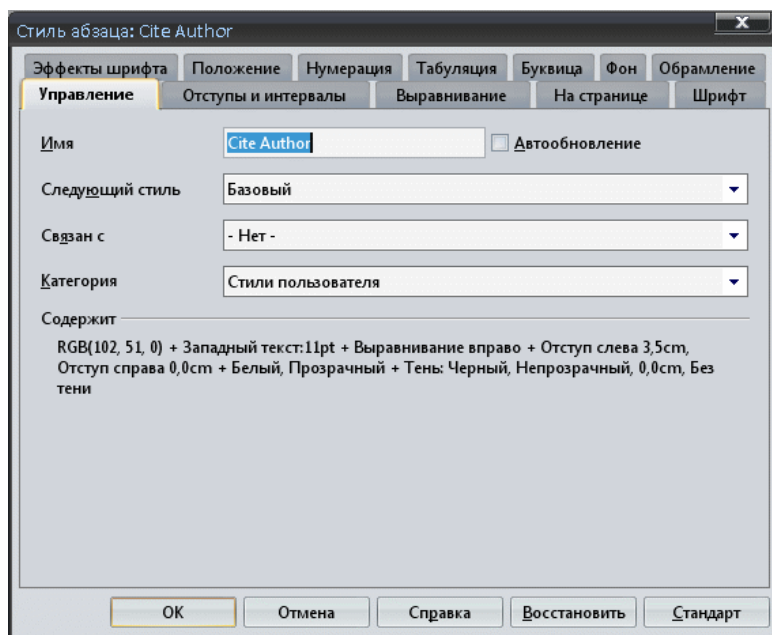 Стиль абзаца: Cite Author
x
Эффекты шрифта Положение Нумерация Табуляция Буквица Фон Обрамление
Управление Отступы и интервалы Выравнивание На странице Шрифт
Имя Cite Author Автообновление
Следующий стиль Базовый
Связан с - Нет -
Категория Стили пользователя
Содержит
RGB(102, 51, 0) + Западный текст:11pt + Выравнивание вправо + Отступ слева 3,5cm,
Отступ справа 0,0cm + Белый, Прозрачный + Тень: Черный, Непрозрачный, 0,0cm, Без
тени
OK Отмена Справка Восстановить Стандарт